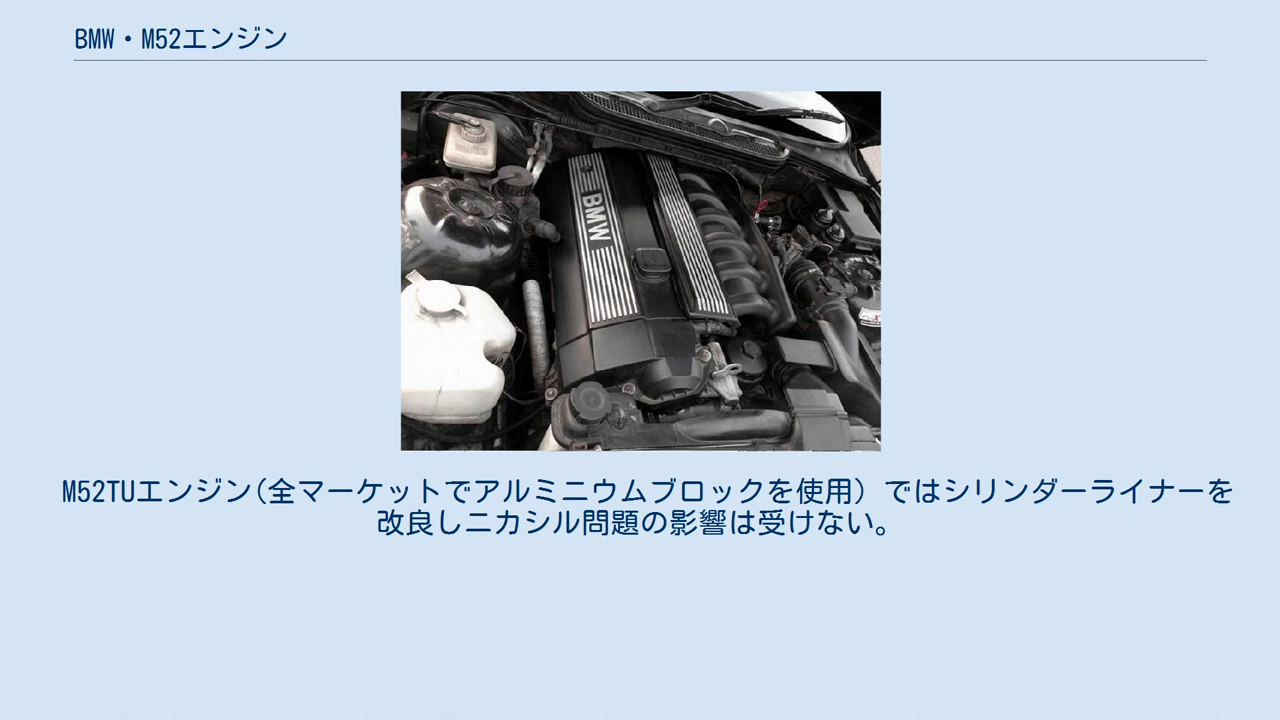 BMW・M52エンジン
BMW
M52TUエンジン(全マーケットでアルミニウムブロックを使用) ではシリンダーライナーを
改良しニカシル問題の影響は受けない。